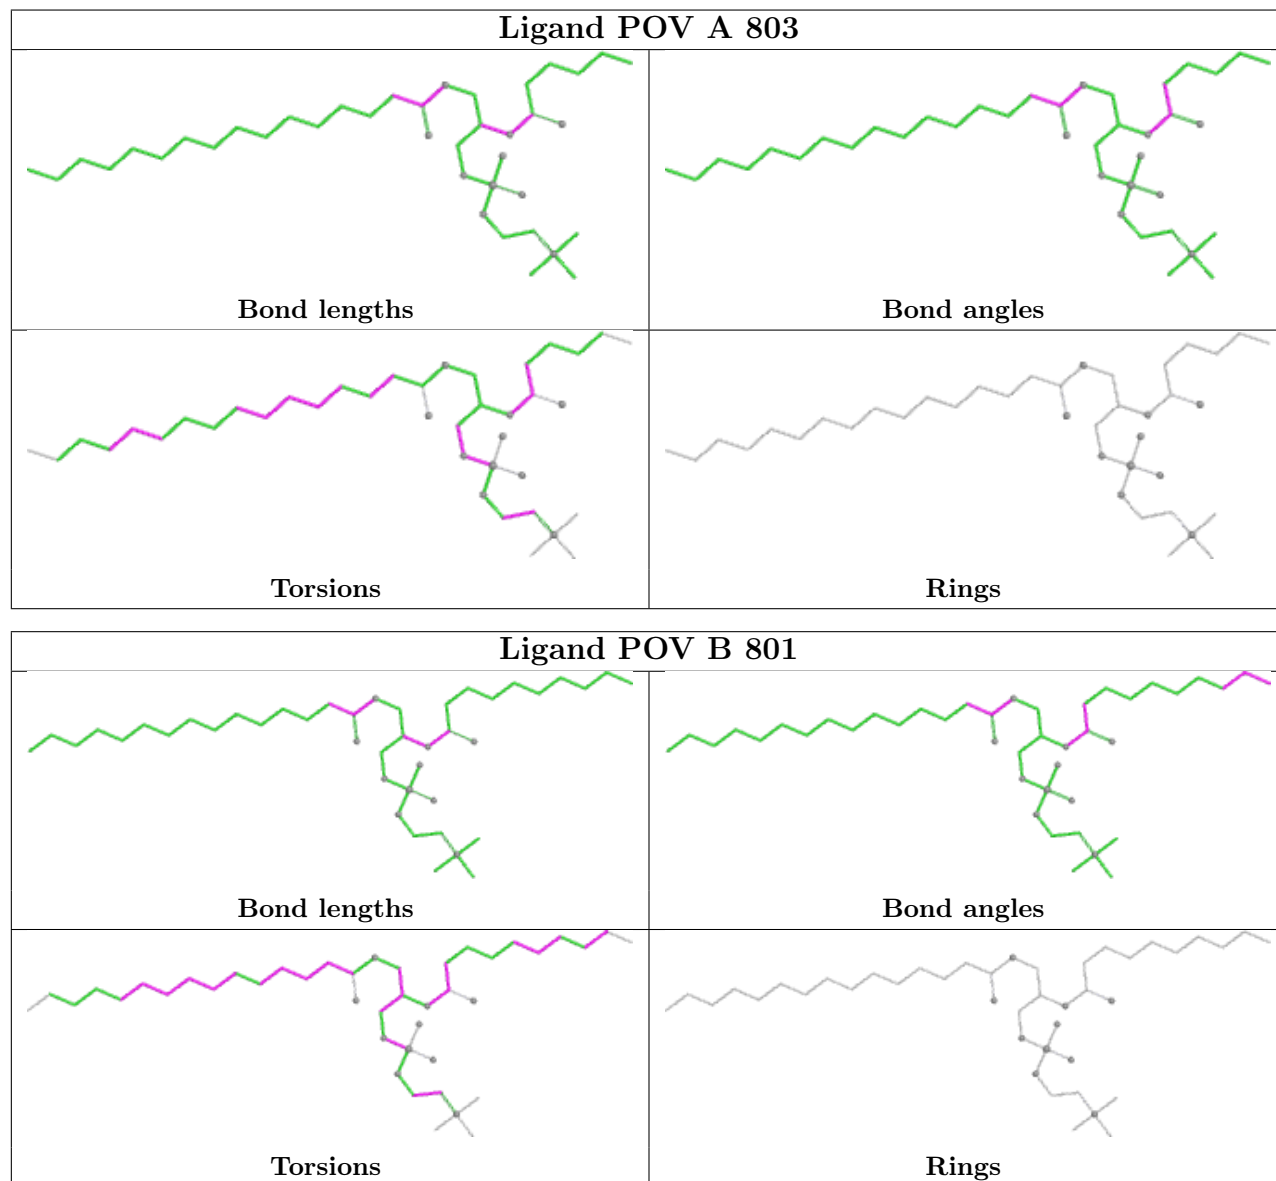 Ligand POV A 803
Bond lengths
Bond angles
Torsions
Rings
Ligand POV B 801
Bond lengths
Bond angles
Torsions
Rings